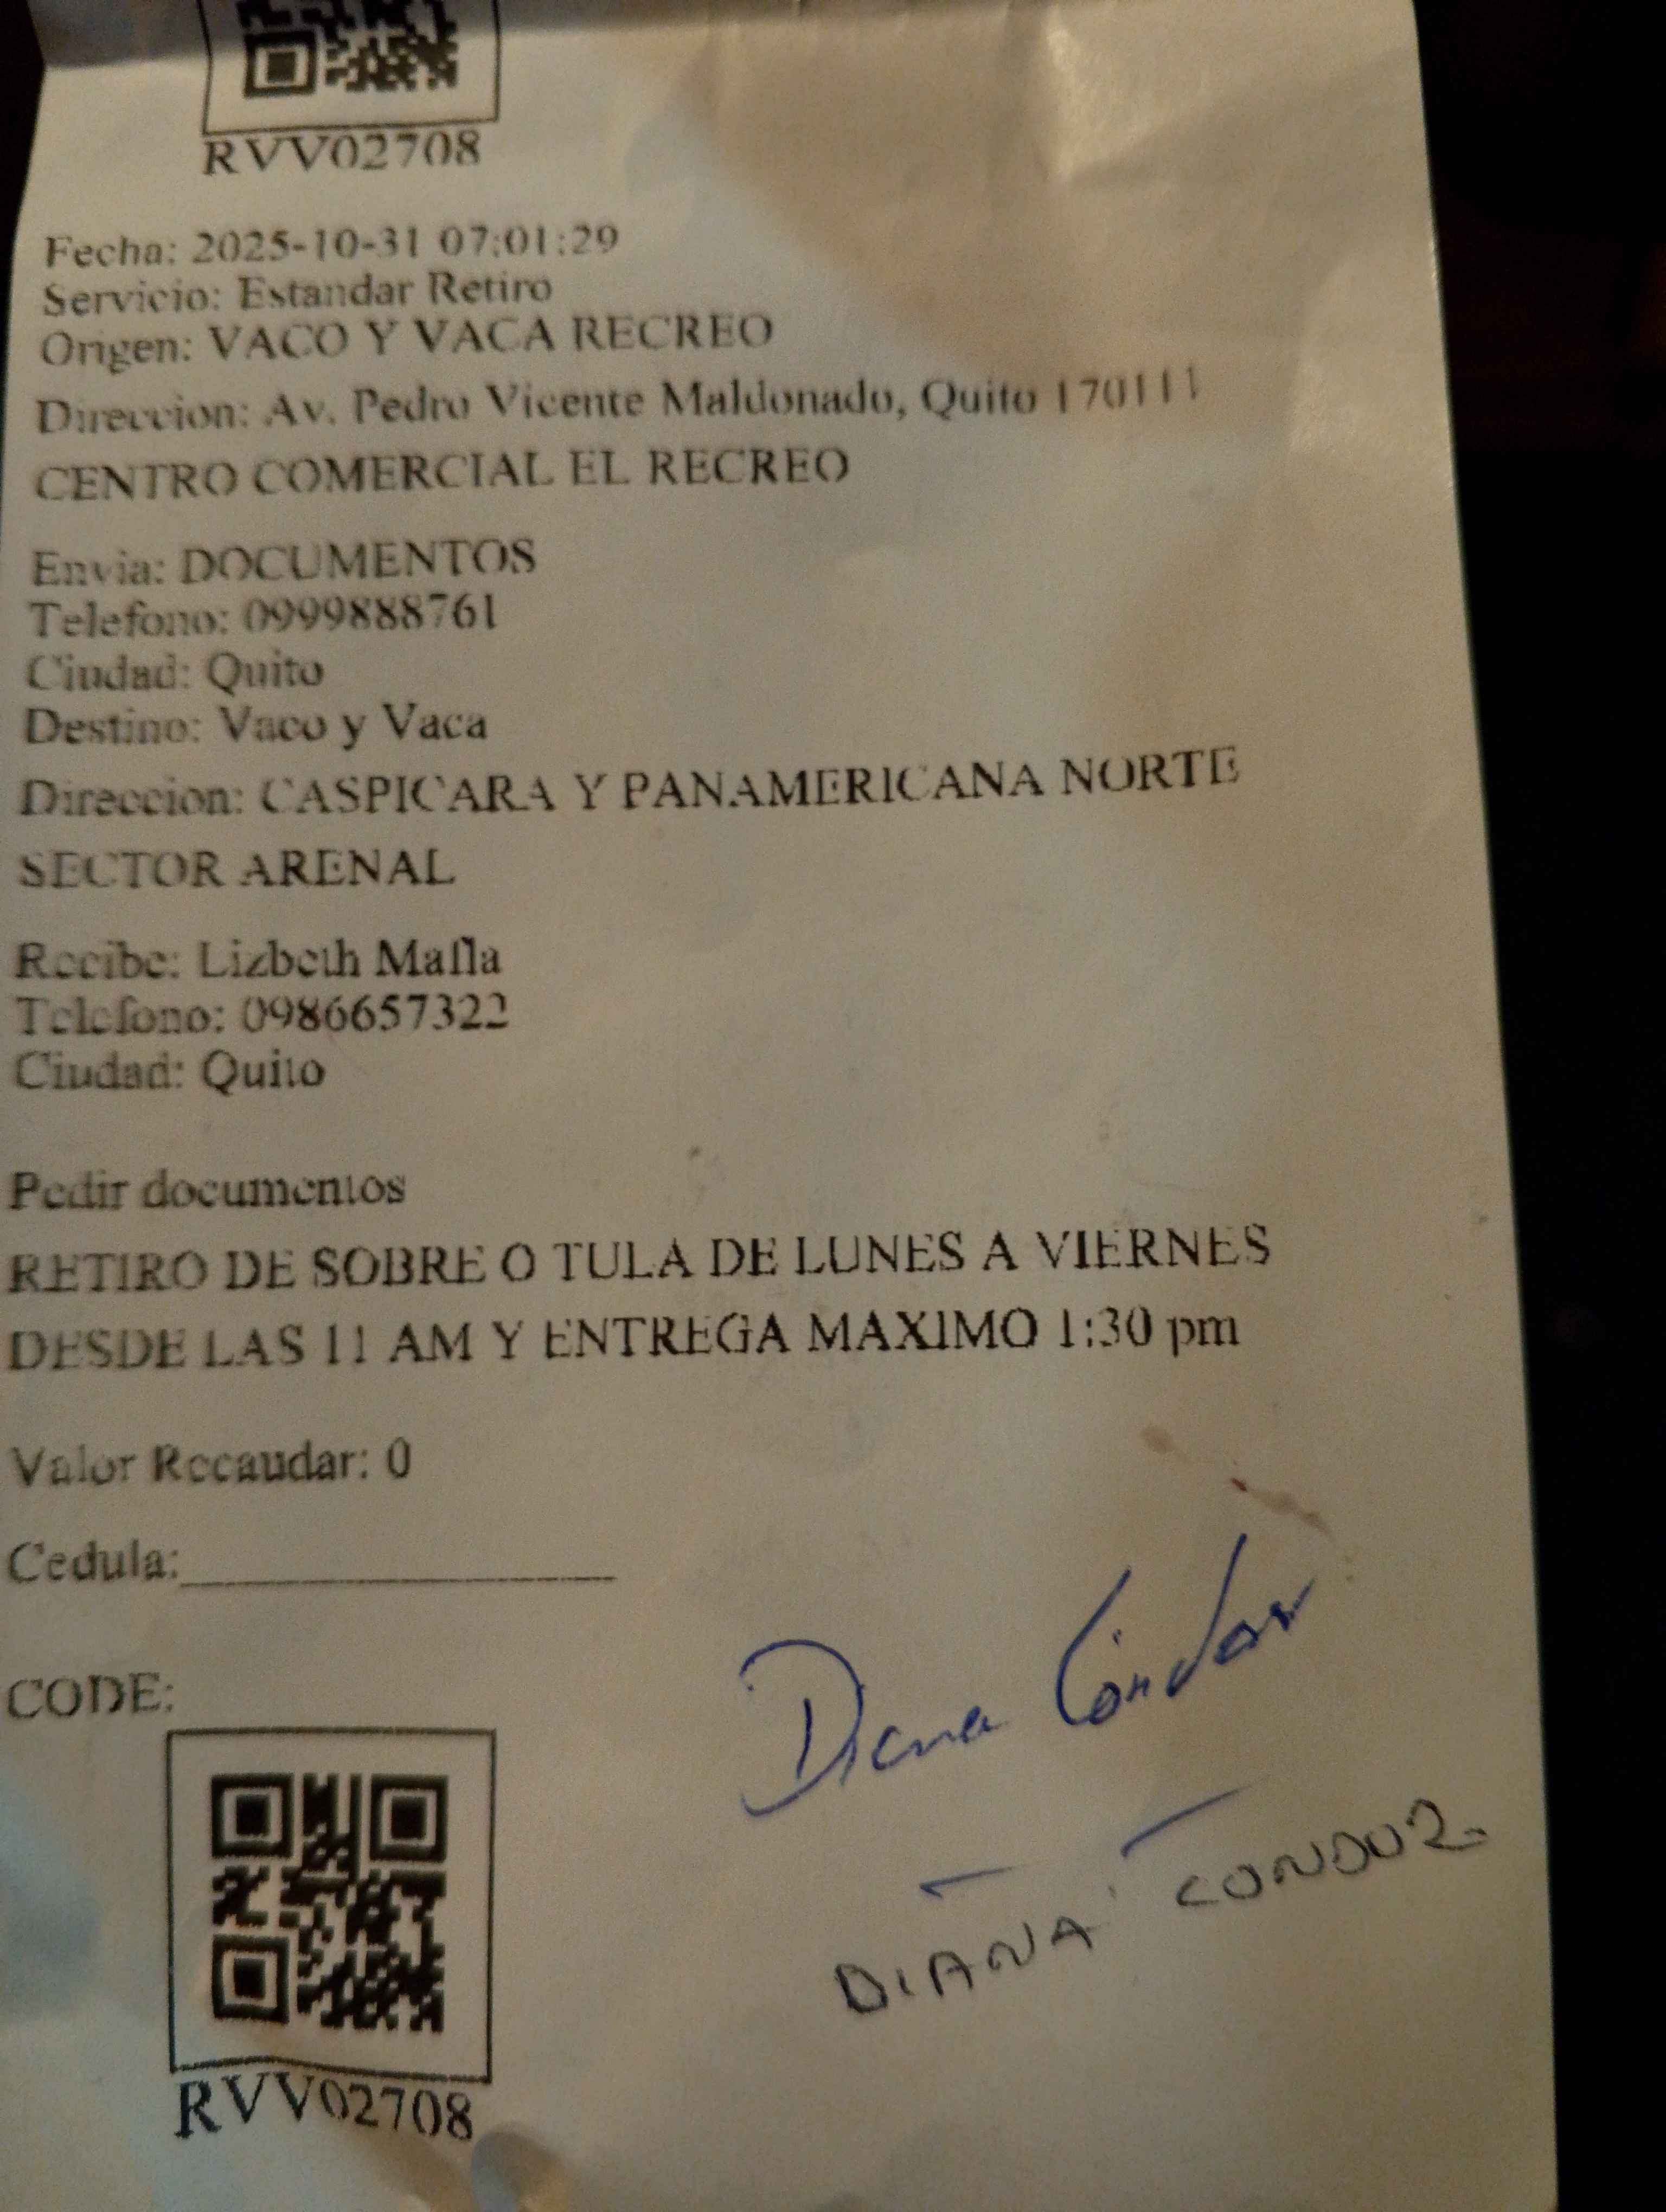 RVV02708
Fecha: 2025-10-31 07:01:29
Servicio: Estandar Retiro
Origen: VACO Y VACA RECREO
Direccion: Av. Pedro Vicente Maldonado, Quito 170111
CENTRO COMERCIAL EL RECREO
Envia: DOCUMENTOS
Telefono: 0999888761
Ciudad: Quito
Destino: Vaco y Vaca
Direccion: CASPICARA Y PANAMERICANA NORTE
SECTOR ARENAL
Recibe: Lizbeth Mafla
Telefono: 0986657322
Ciudad: Quito
Pedir documentos
RETIRO DE SOBRE O TULA DE LUNES A VIERNES
DESDE LAS 11 AM Y ENTREGA MAXIMO 1:30 pm
Valor Recaudar: 0
Cedula:
CODE:
Diana Cóndor
DIANA CONDOR
RVV02708